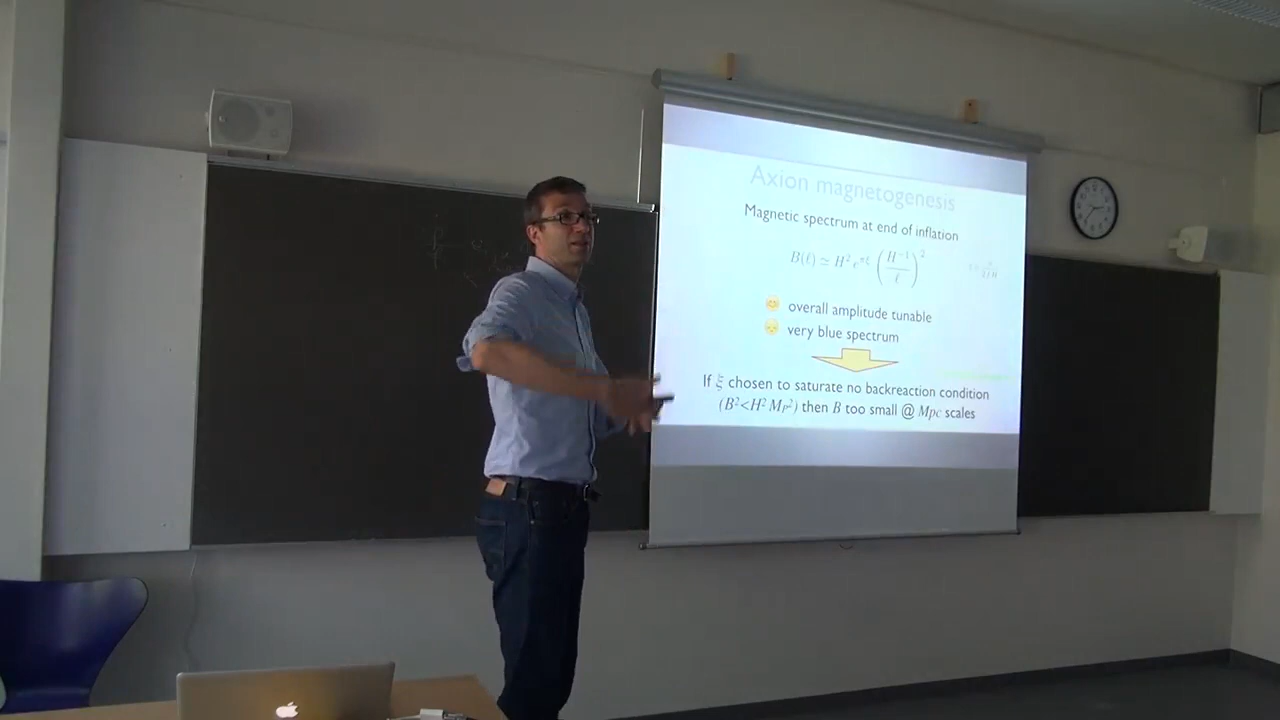 Axion magnetogenesis
Magnetic spectrum at end of inflation
B(ℓ) ≃ H² e^{πξ} (H⁻¹/ℓ)²
overall amplitude tunable
very blue spectrum
If ξ chosen to saturate no backreaction condition
(B²<H² M_P²) then B too small @ Mpc scales